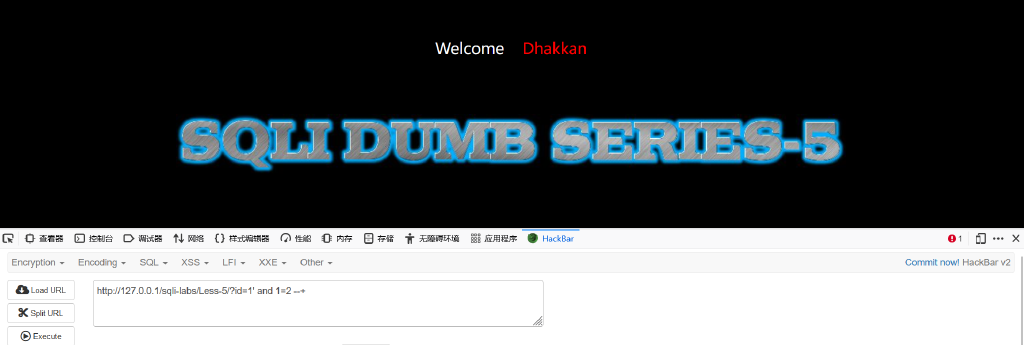 Welcome Dhakkan
SQLI DUMB SERIES-5
查看器 控制台 调试器 网络 样式编辑器 性能 内存 存储 无障碍环境 应用程序 HackBar 1
Encryption Encoding SQL XSS LFI XXE Other Commit now! HackBar v2
Load URL http://127.0.0.1/sqli-labs/Less-5/?id=1' and 1=2 --+
Split URL
Execute